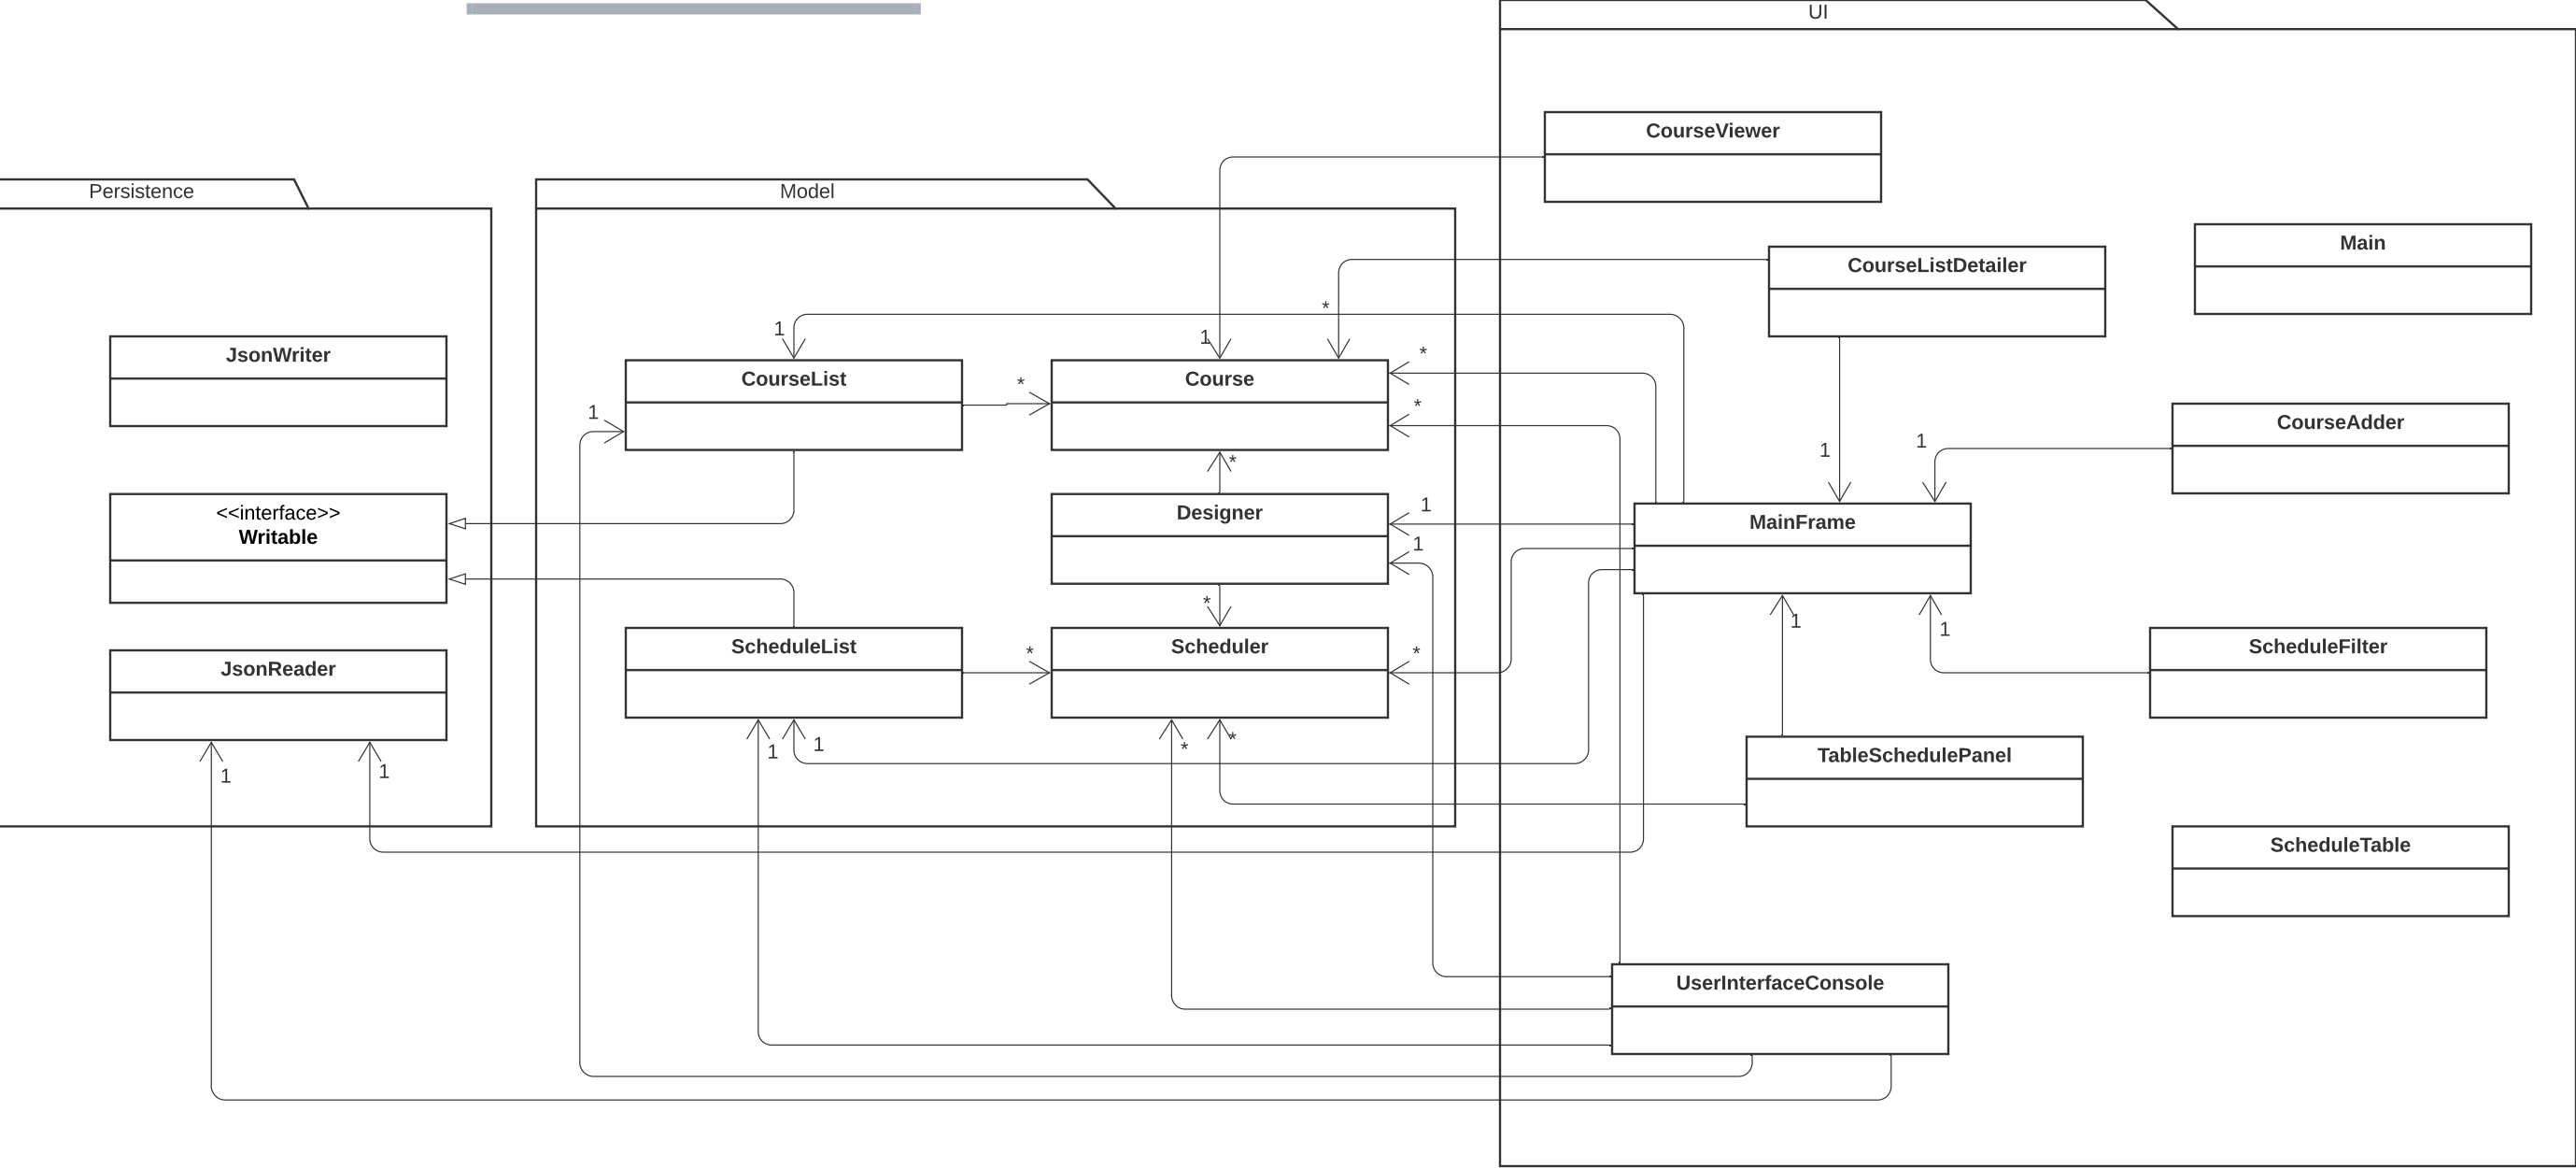 UI
CourseViewer
Persistence
Model
Main
CourseListDetailer
*
1
1
JsonWriter
*
CourseList
*
Course
1
*
CourseAdder
1
1
*
1
<<interface>>
Writable
Designer
MainFrame
1
*
1
1
JsonReader
ScheduleList
*
Scheduler
*
ScheduleFilter
1
1
1
1
*
*
TableSchedulePanel
ScheduleTable
UserInterfaceConsole